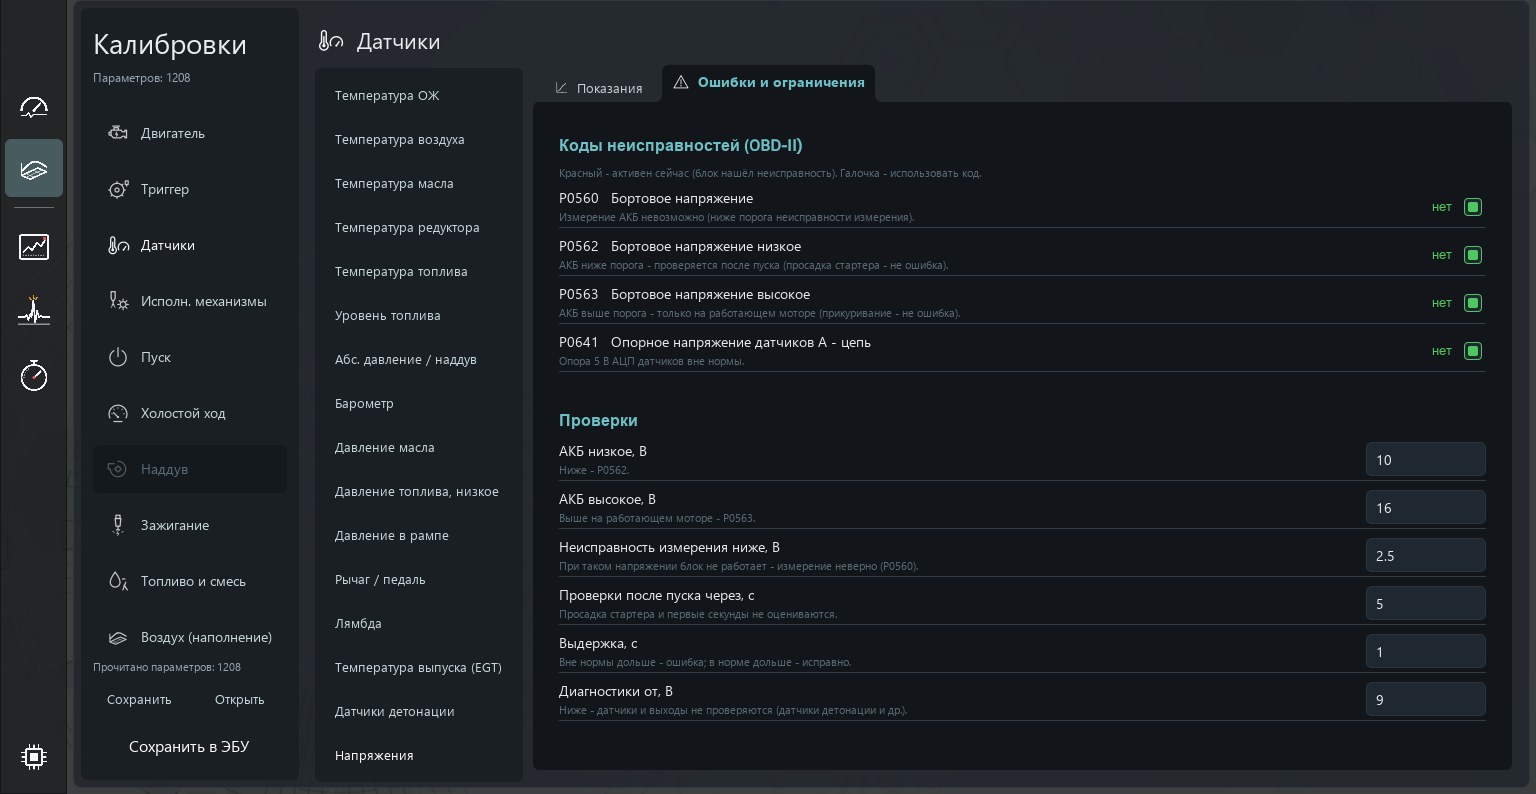 Калибровки
Параметров: 1208
Двигатель
Триггер
Датчики
Исполн. механизмы
Пуск
Холостой ход
Наддув
Зажигание
Топливо и смесь
Воздух (наполнение)
Прочитано параметров: 1208
Сохранить
Открыть
Сохранить в ЭБУ
Датчики
Температура ОЖ
Температура воздуха
Температура масла
Температура редуктора
Температура топлива
Уровень топлива
Абс. давление / наддув
Барометр
Давление масла
Давление топлива, низкое
Давление в рампе
Рычаг / педаль
Лямбда
Температура выпуска (EGT)
Датчики детонации
Напряжения
Показания
Ошибки и ограничения
Коды неисправностей (OBD-II)
Красный - активен сейчас (блок нашёл неисправность). Галочка - использовать код.
P0560 Бортовое напряжение
нет
Измерение АКБ невозможно (ниже порога неисправности измерения).
P0562 Бортовое напряжение низкое
нет
АКБ ниже порога - проверяется после пуска (просадка стартера - не ошибка).
P0563 Бортовое напряжение высокое
нет
АКБ выше порога - только на работающем моторе (прикуривание - не ошибка).
P0641 Опорное напряжение датчиков A - цепь
нет
Опора 5 В АЦП датчиков вне нормы.
Проверки
АКБ низкое, В
10
Ниже - P0562.
АКБ высокое, В
16
Выше на работающем моторе - P0563.
Неисправность измерения ниже, В
2.5
При таком напряжении блок не работает - измерение неверно (P0560).
Проверки после пуска через, с
5
Просадка стартера и первые секунды не оцениваются.
Выдержка, с
1
Вне нормы дольше - ошибка; в норме дольше - исправно.
Диагностики от, В
9
Ниже - датчики и выходы не проверяются (датчики детонации и др.).